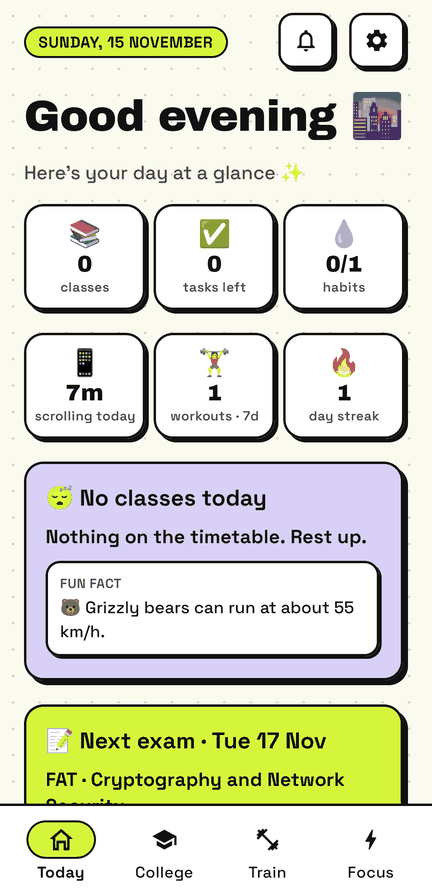 SUNDAY, 15 NOVEMBER
Good evening
Here's your day at a glance
0
classes
0
tasks left
0/1
habits
7m
scrolling today
1
workouts · 7d
1
day streak
No classes today
Nothing on the timetable. Rest up.
FUN FACT
Grizzly bears can run at about 55
km/h.
Next exam · Tue 17 Nov
FAT · Cryptography and Network
Security
Today
College
Train
Focus